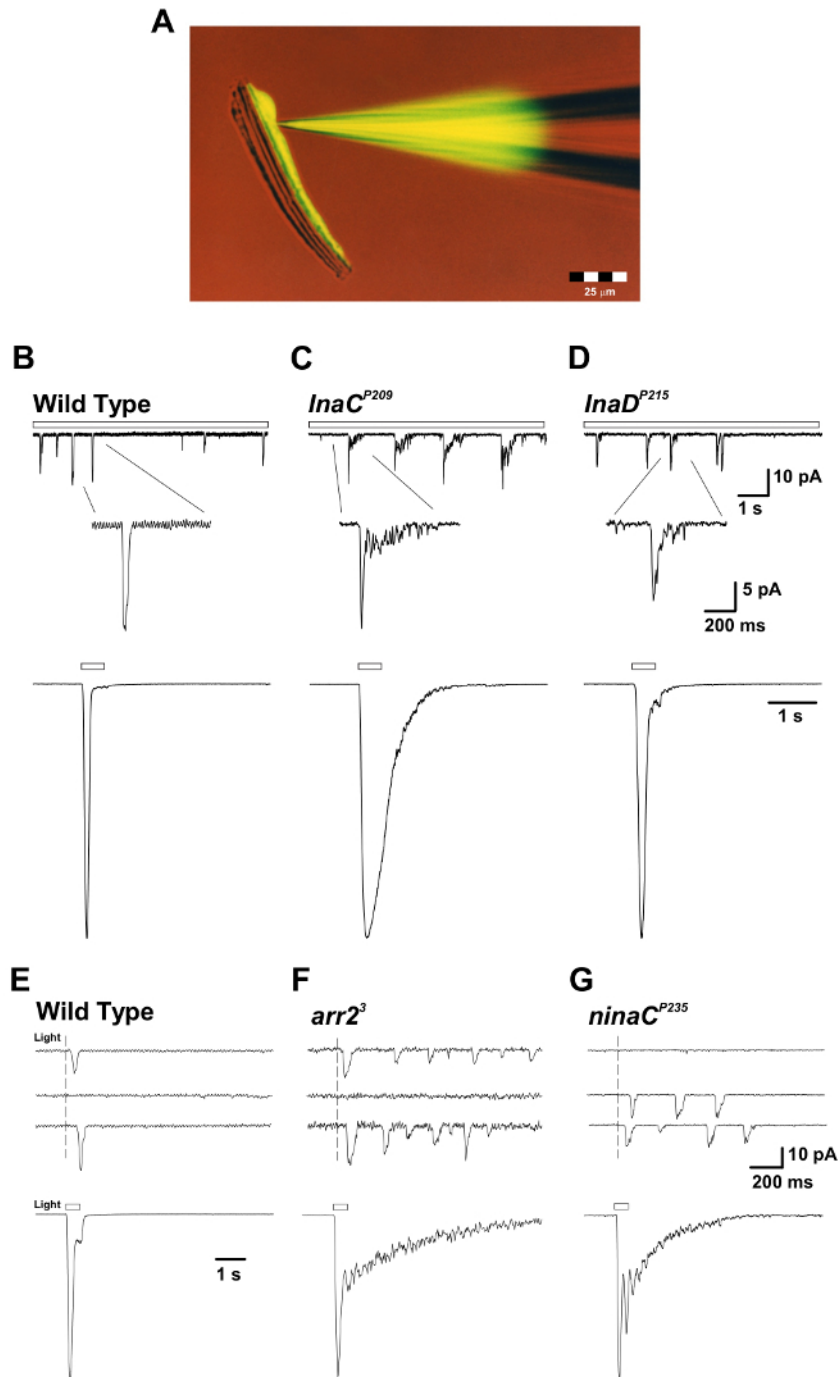 A
25 μm
B
Wild Type
C
InaC^P209
D
InaD^P215
10 pA
1 s
5 pA
200 ms
1 s
E
Wild Type
F
arr2^3
G
ninaC^P235
Light
10 pA
200 ms
Light
1 s